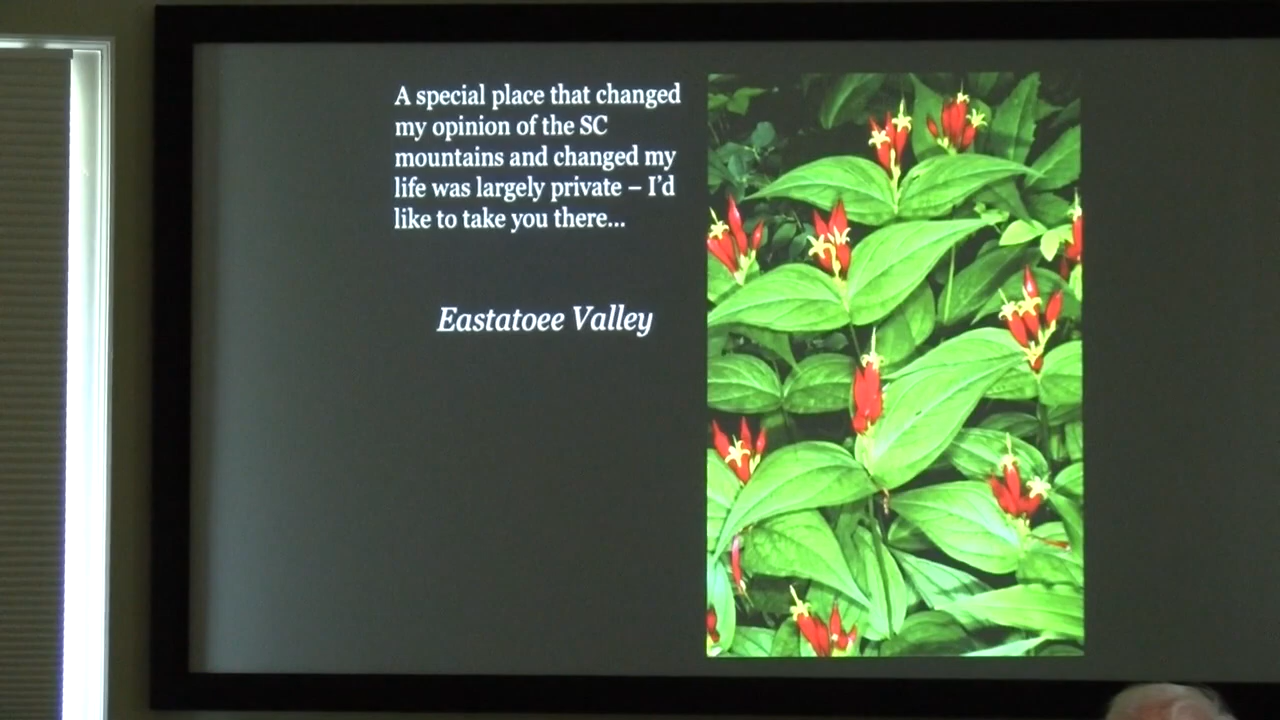 A special place that changed
my opinion of the SC
mountains and changed my
life was largely private – I’d
like to take you there...
Eastatoee Valley